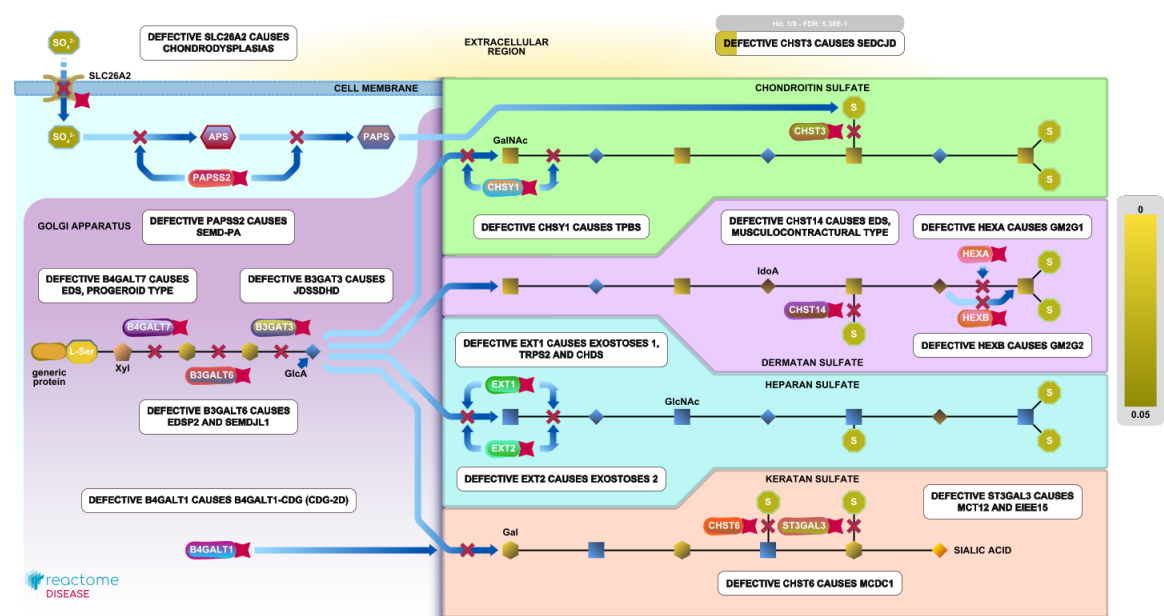 Hit: 1/9 - FDR: 5.38E-1
SO₄²⁻
DEFECTIVE SLC26A2 CAUSES
CHONDRODYSPLASIAS
EXTRACELLULAR
REGION
DEFECTIVE CHST3 CAUSES SEDCJD
SLC26A2
CELL MEMBRANE
CHONDROITIN SULFATE
S
SO₄²⁻
APS
PAPS
GalNAc
CHST3
S
PAPSS2
CHSY1
S
0
GOLGI APPARATUS
DEFECTIVE PAPSS2 CAUSES
SEMD-PA
DEFECTIVE CHSY1 CAUSES TPBS
DEFECTIVE CHST14 CAUSES EDS,
MUSCULOCONTRACTURAL TYPE
DEFECTIVE HEXA CAUSES GM2G1
HEXA
S
DEFECTIVE B4GALT7 CAUSES
EDS, PROGEROID TYPE
DEFECTIVE B3GAT3 CAUSES
JDSSDHD
IdoA
CHST14
HEXB
S
S
B4GALT7
B3GAT3
DEFECTIVE EXT1 CAUSES EXOSTOSES 1,
TRPS2 AND CHDS
DEFECTIVE HEXB CAUSES GM2G2
L-Ser
generic
protein
Xyl
B3GALT6
GlcA
DERMATAN SULFATE
EXT1
HEPARAN SULFATE
GlcNAc
S
DEFECTIVE B3GALT6 CAUSES
EDSP2 AND SEMDJL1
0.05
EXT2
S
S
DEFECTIVE EXT2 CAUSES EXOSTOSES 2
KERATAN SULFATE
DEFECTIVE B4GALT1 CAUSES B4GALT1-CDG (CDG-2D)
S
S
DEFECTIVE ST3GAL3 CAUSES
MCT12 AND EIEE15
CHST6
ST3GAL3
Gal
B4GALT1
SIALIC ACID
DEFECTIVE CHST6 CAUSES MCDC1
reactome
DISEASE